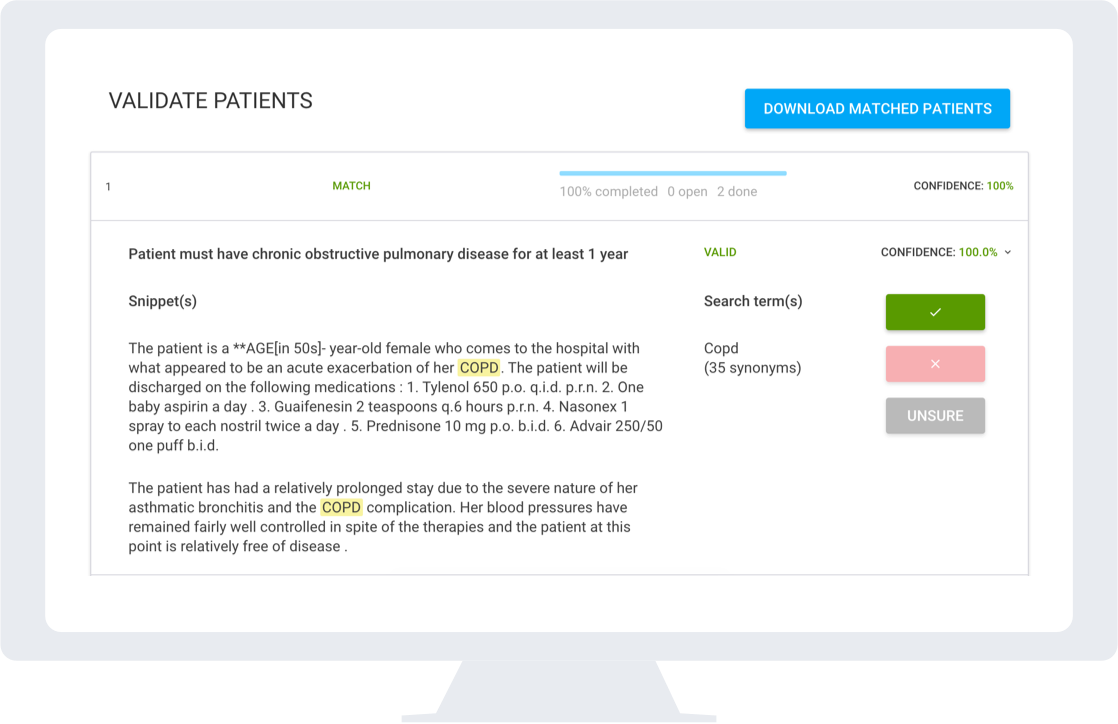 VALIDATE PATIENTS
DOWNLOAD MATCHED PATIENTS
1
MATCH
100% completed 0 open 2 done
CONFIDENCE: 100%
Patient must have chronic obstructive pulmonary disease for at least 1 year
VALID
CONFIDENCE: 100.0%
Snippet(s)
The patient is a **AGE[in 50s]- year-old female who comes to the hospital with
what appeared to be an acute exacerbation of her COPD. The patient will be
discharged on the following medications : 1. Tylenol 650 p.o. q.i.d. p.r.n. 2. One
baby aspirin a day . 3. Guaifenesin 2 teaspoons q.6 hours p.r.n. 4. Nasonex 1
spray to each nostril twice a day . 5. Prednisone 10 mg p.o. b.i.d. 6. Advair 250/50
one puff b.i.d.
The patient has had a relatively prolonged stay due to the severe nature of her
asthmatic bronchitis and the COPD complication. Her blood pressures have
remained fairly well controlled in spite of the therapies and the patient at this
point is relatively free of disease .
Search term(s)
Copd
(35 synonyms)
UNSURE